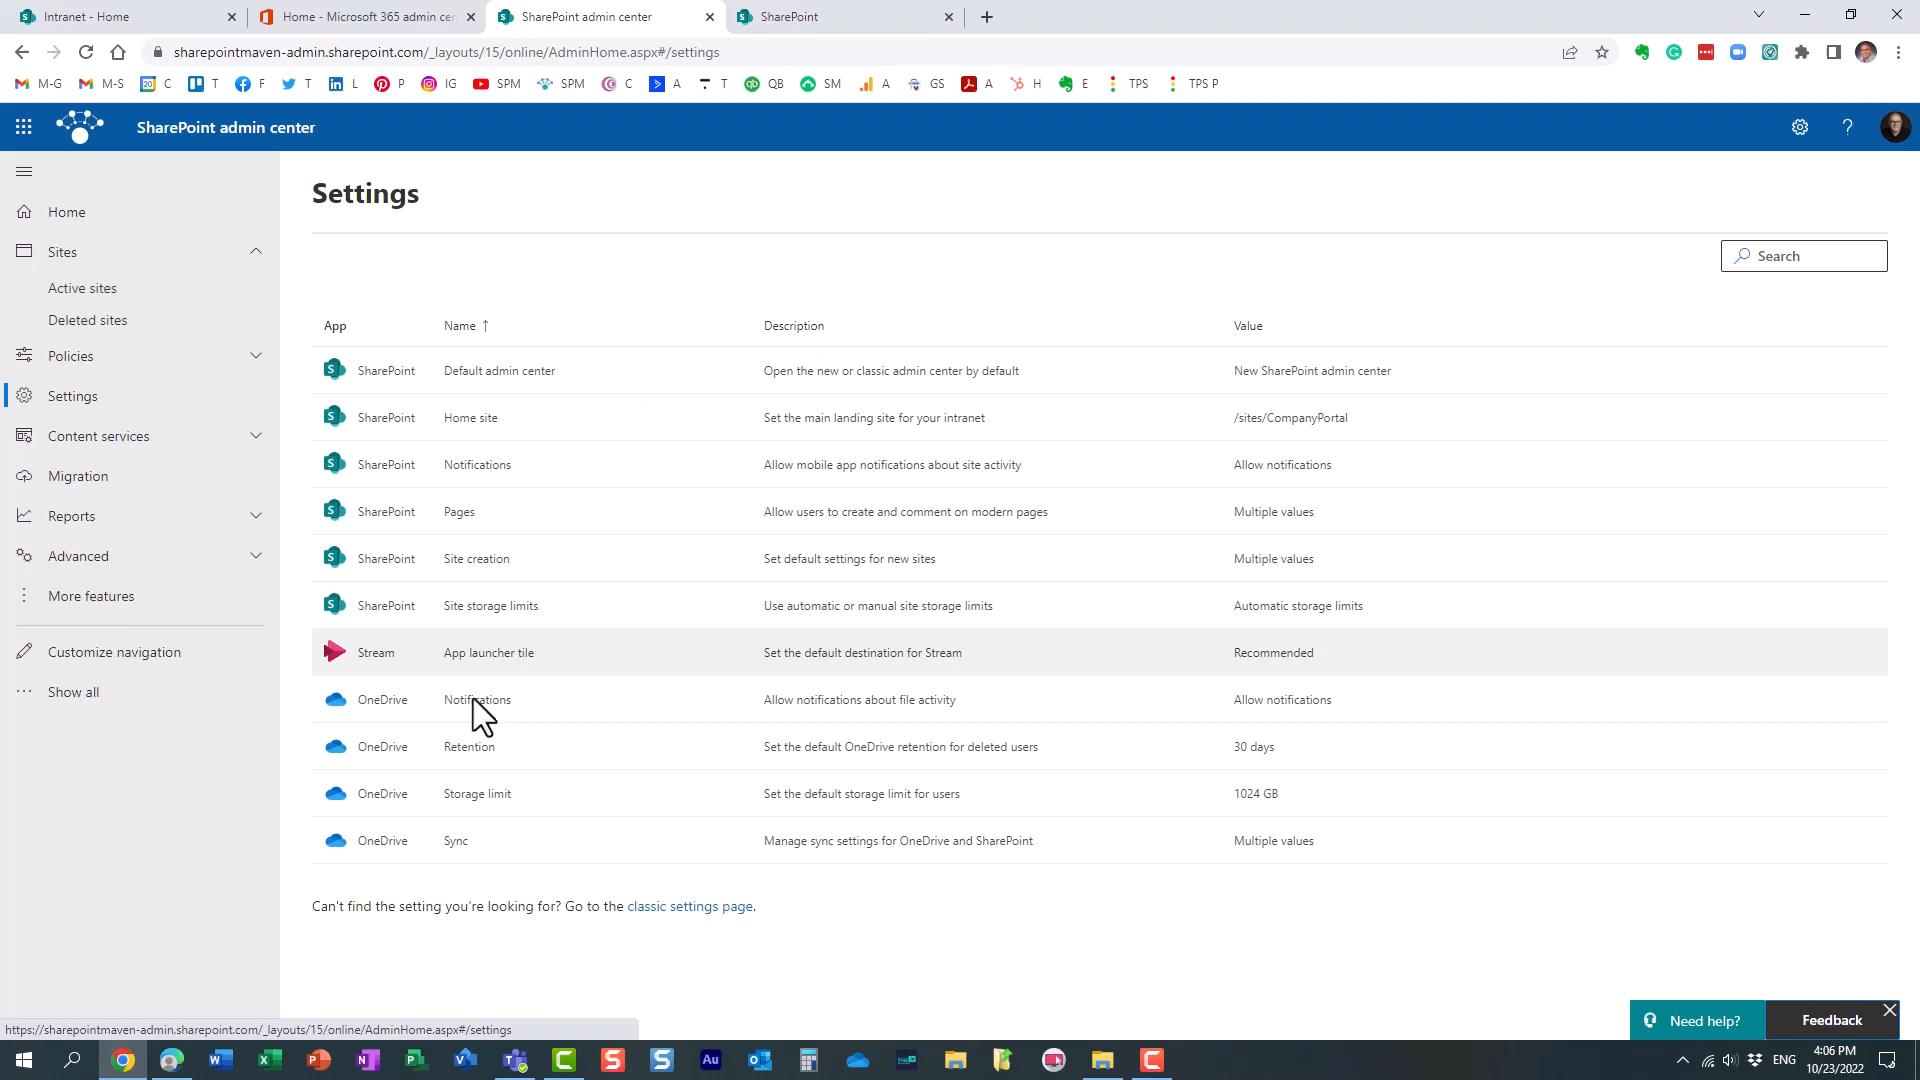 Intranet - Home
Home - Microsoft 365 admin cen
SharePoint admin center
SharePoint
sharepointmaven-admin.sharepoint.com/_layouts/15/online/AdminHome.aspx#/settings
M-G
M-S
C
T
F
T
L
P
IG
SPM
SPM
C
A
T
QB
SM
A
GS
A
H
E
TPS
TPS P
SharePoint admin center
Home
Sites
Active sites
Deleted sites
Policies
Settings
Content services
Migration
Reports
Advanced
More features
Customize navigation
Show all
Settings
Search
App Name ↑ Description Value
SharePoint Default admin center Open the new or classic admin center by default New SharePoint admin center
SharePoint Home site Set the main landing site for your intranet /sites/CompanyPortal
SharePoint Notifications Allow mobile app notifications about site activity Allow notifications
SharePoint Pages Allow users to create and comment on modern pages Multiple values
SharePoint Site creation Set default settings for new sites Multiple values
SharePoint Site storage limits Use automatic or manual site storage limits Automatic storage limits
Stream App launcher tile Set the default destination for Stream Recommended
OneDrive Notifications Allow notifications about file activity Allow notifications
OneDrive Retention Set the default OneDrive retention for deleted users 30 days
OneDrive Storage limit Set the default storage limit for users 1024 GB
OneDrive Sync Manage sync settings for OneDrive and SharePoint Multiple values
Can't find the setting you're looking for? Go to the classic settings page.
Need help?
Feedback
https://sharepointmaven-admin.sharepoint.com/_layouts/15/online/AdminHome.aspx#/settings
ENG
4:06 PM
10/23/2022